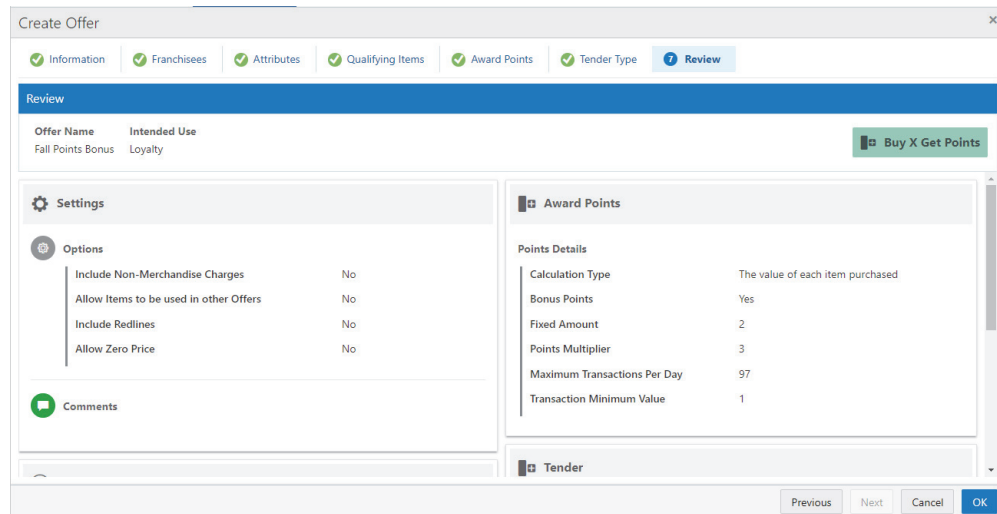 Create Offer
Information Franchisees Attributes Qualifying Items Award Points Tender Type 7 Review
Review
Offer Name Intended Use
Fall Points Bonus Loyalty
Buy X Get Points
Settings
Options
Include Non-Merchandise Charges No
Allow Items to be used in other Offers No
Include Redlines No
Allow Zero Price No
Comments
Award Points
Points Details
Calculation Type The value of each item purchased
Bonus Points Yes
Fixed Amount 2
Points Multiplier 3
Maximum Transactions Per Day 97
Transaction Minimum Value 1
Tender
Previous Next Cancel OK